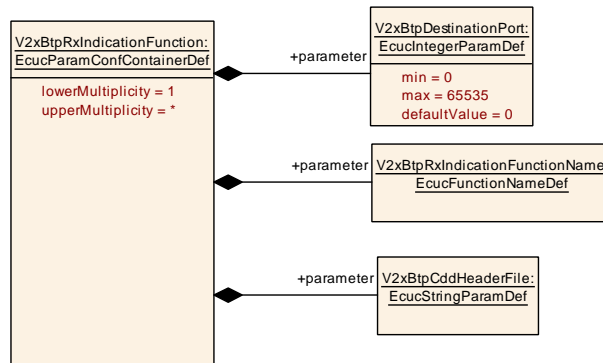 V2xBtpRxIndicationFunction:
EcucParamConfContainerDef
lowerMultiplicity = 1
upperMultiplicity = *
+parameter
V2xBtpDestinationPort:
EcucIntegerParamDef
min = 0
max = 65535
defaultValue = 0
+parameter
V2xBtpRxIndicationFunctionName
EcucFunctionNameDef
+parameter
V2xBtpCddHeaderFile:
EcucStringParamDef